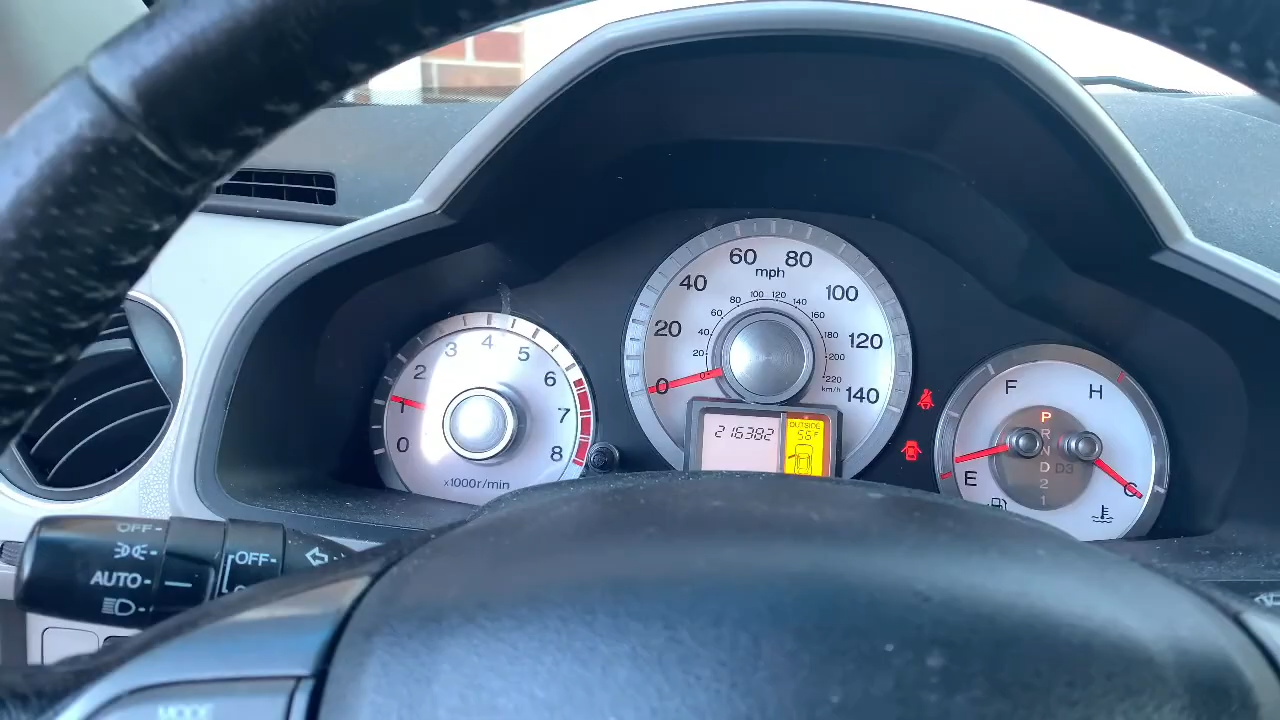 0 1 2 3 4 5 6 7 8
x1000r/min
0 20 40 60 80 100 120 140
mph
20 40 60 80 100 120 140 160 180 200 220
km/h
216382
OUTSIDE
56°F
F
E
H
C
P
R
N
D D3
2
1
OFF
AUTO
OFF
MODE